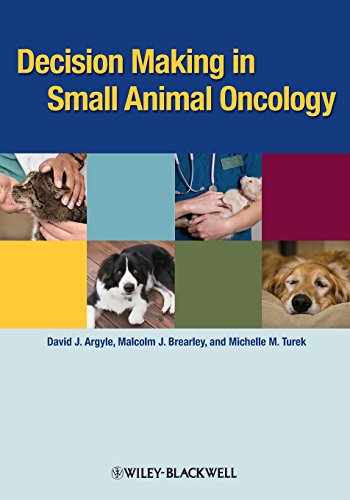 Decision Making in
Small Animal Oncology
David J. Argyle, Malcolm J. Brearley, and Michelle M. Turek
WILEY-BLACKWELL